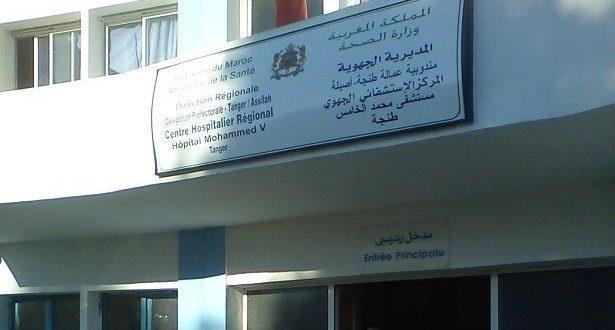 Royaume du Maroc
Ministère de la Santé
Direction Régionale
Délégation Préfectorale - Tanger / Assilah
Centre Hospitalier Régional
Hôpital Mohammed V
Tanger
المملكة المغربية
وزارة الصحة
المديرية الجهوية
مندوبية عمالة طنجة-أصيلة
المركز الاستشفائي الجهوي
مستشفى محمد الخامس
طنجة
مدخل رئيسي
Entrée Principale